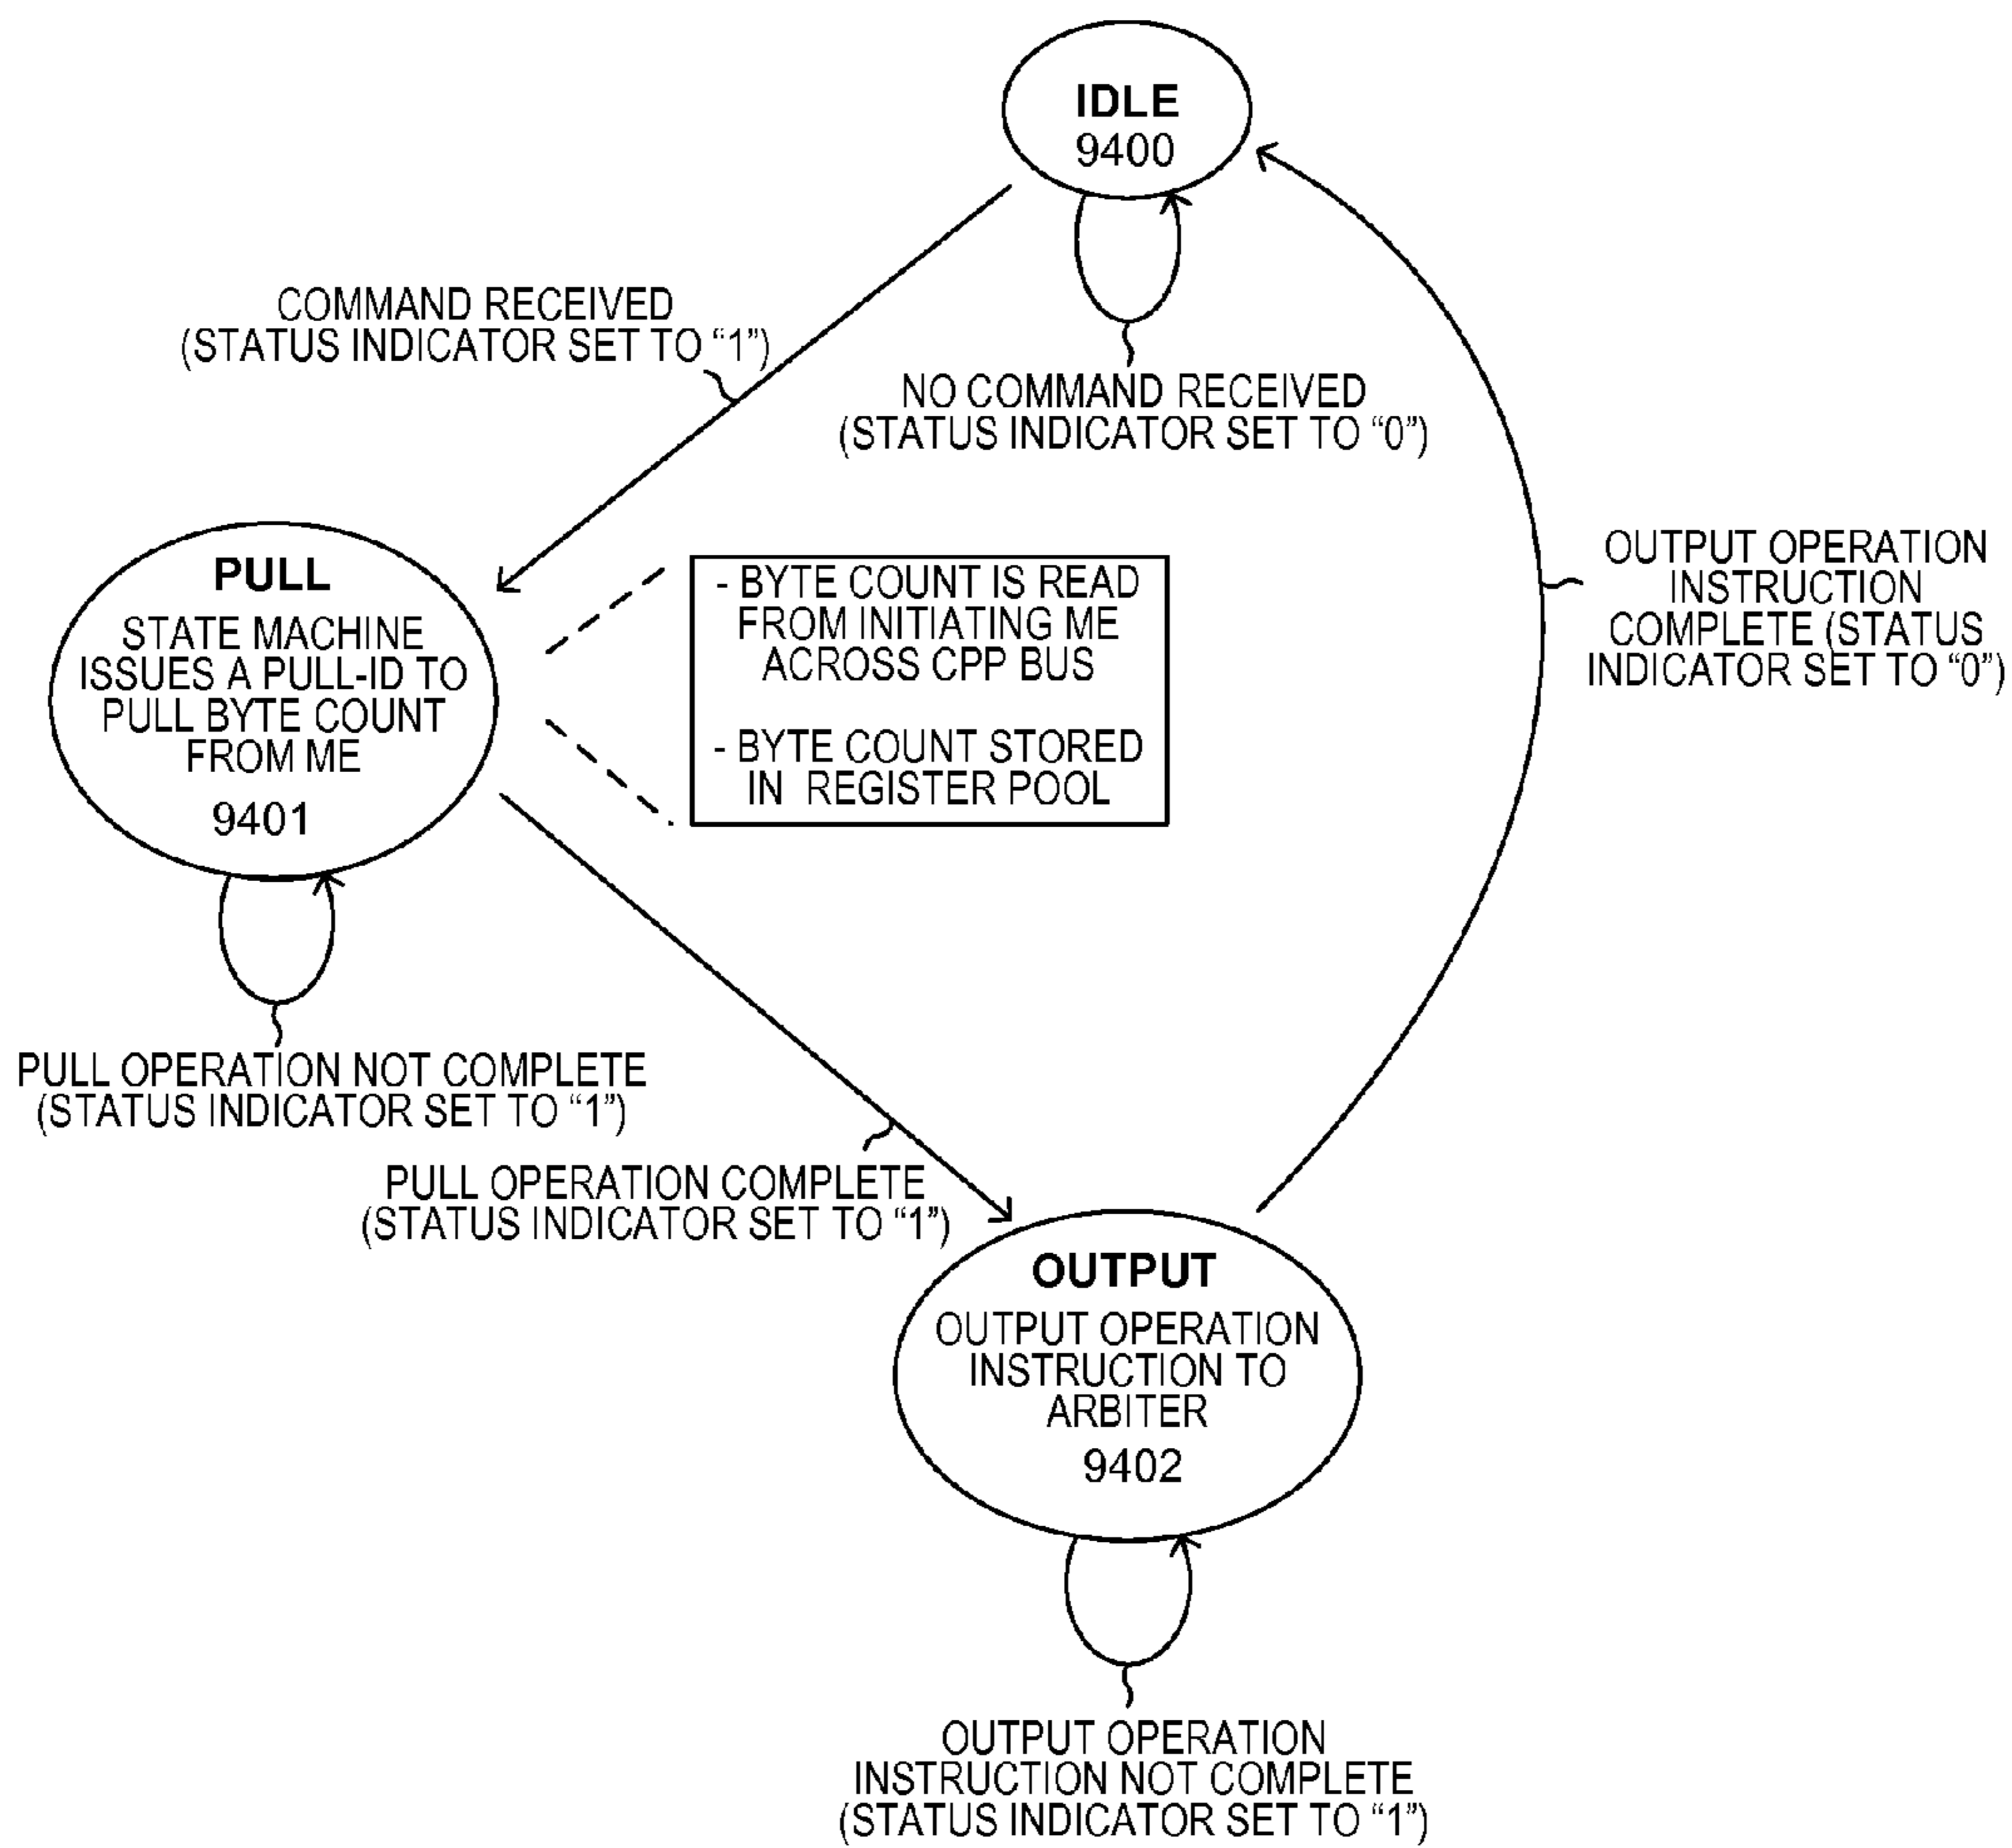 IDLE
9400
COMMAND RECEIVED
(STATUS INDICATOR SET TO “1”)
NO COMMAND RECEIVED
(STATUS INDICATOR SET TO “0”)
PULL
STATE MACHINE
ISSUES A PULL-ID TO
PULL BYTE COUNT
FROM ME
9401
- BYTE COUNT IS READ
FROM INITIATING ME
ACROSS CPP BUS
- BYTE COUNT STORED
IN REGISTER POOL
OUTPUT OPERATION
INSTRUCTION
COMPLETE (STATUS
INDICATOR SET TO “0”)
PULL OPERATION NOT COMPLETE
(STATUS INDICATOR SET TO “1”)
PULL OPERATION COMPLETE
(STATUS INDICATOR SET TO “1”)
OUTPUT
OUTPUT OPERATION
INSTRUCTION TO
ARBITER
9402
OUTPUT OPERATION
INSTRUCTION NOT COMPLETE
(STATUS INDICATOR SET TO “1”)